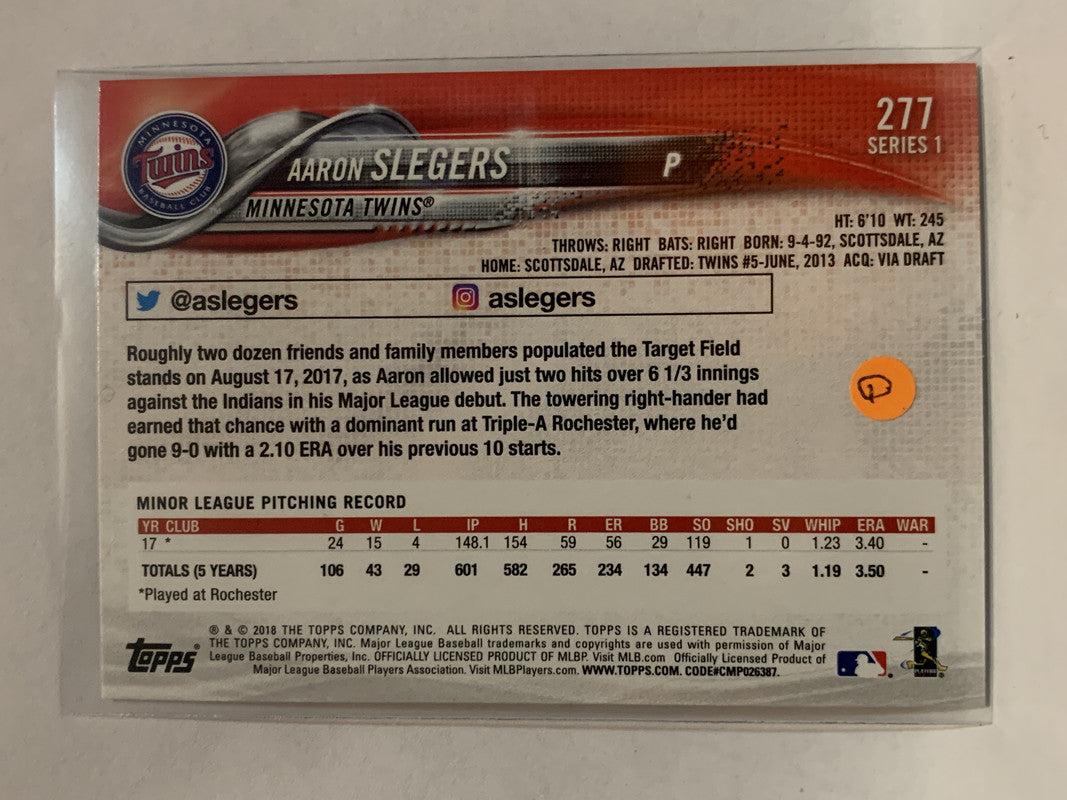 277
SERIES 1
MINNESOTA
Twins
BASEBALL CLUB
AARON SLEGERS
P
MINNESOTA TWINS®
HT: 6'10 WT: 245
THROWS: RIGHT BATS: RIGHT BORN: 9-4-92, SCOTTSDALE, AZ
HOME: SCOTTSDALE, AZ DRAFTED: TWINS #5-JUNE, 2013 ACQ: VIA DRAFT
@aslegers aslegers
Roughly two dozen friends and family members populated the Target Field
stands on August 17, 2017, as Aaron allowed just two hits over 6 1/3 innings
against the Indians in his Major League debut. The towering right-hander had
earned that chance with a dominant run at Triple-A Rochester, where he'd
gone 9-0 with a 2.10 ERA over his previous 10 starts.
MINOR LEAGUE PITCHING RECORD
YR CLUB G W L IP H R ER BB SO SHO SV WHIP ERA WAR
17 * 24 15 4 148.1 154 59 56 29 119 1 0 1.23 3.40 -
TOTALS (5 YEARS) 106 43 29 601 582 265 234 134 447 2 3 1.19 3.50 -
*Played at Rochester
® & © 2018 THE TOPPS COMPANY, INC. ALL RIGHTS RESERVED. TOPPS IS A REGISTERED TRADEMARK OF
THE TOPPS COMPANY, INC. Major League Baseball trademarks and copyrights are used with permission of Major
League Baseball Properties, Inc. OFFICIALLY LICENSED PRODUCT OF MLBP. Visit MLB.com Officially Licensed Product of
Major League Baseball Players Association. Visit MLBPlayers.com. WWW.TOPPS.COM. CODE#CMP026387.
topps®